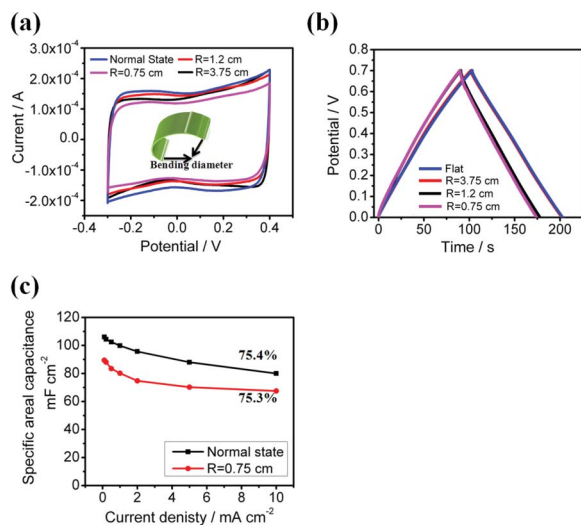 (a)
3.0x10⁻⁴
2.0x10⁻⁴
1.0x10⁻⁴
0.0
-1.0x10⁻⁴
-2.0x10⁻⁴
Current / A
Normal State
R=1.2 cm
R=0.75 cm
R=3.75 cm
Bending diameter
-0.4 -0.2 0.0 0.2 0.4
Potential / V
(b)
0.9
0.8
0.7
0.6
0.5
0.4
0.3
0.2
0.1
0.0
Potential / V
Flat
R=3.75 cm
R=1.2 cm
R=0.75 cm
0 50 100 150 200
Time / s
(c)
120
100
80
60
40
20
0
Specific areal capacitance
mF cm⁻²
75.4%
75.3%
Normal state
R=0.75 cm
0 2 4 6 8 10
Current denisty / mA cm⁻²